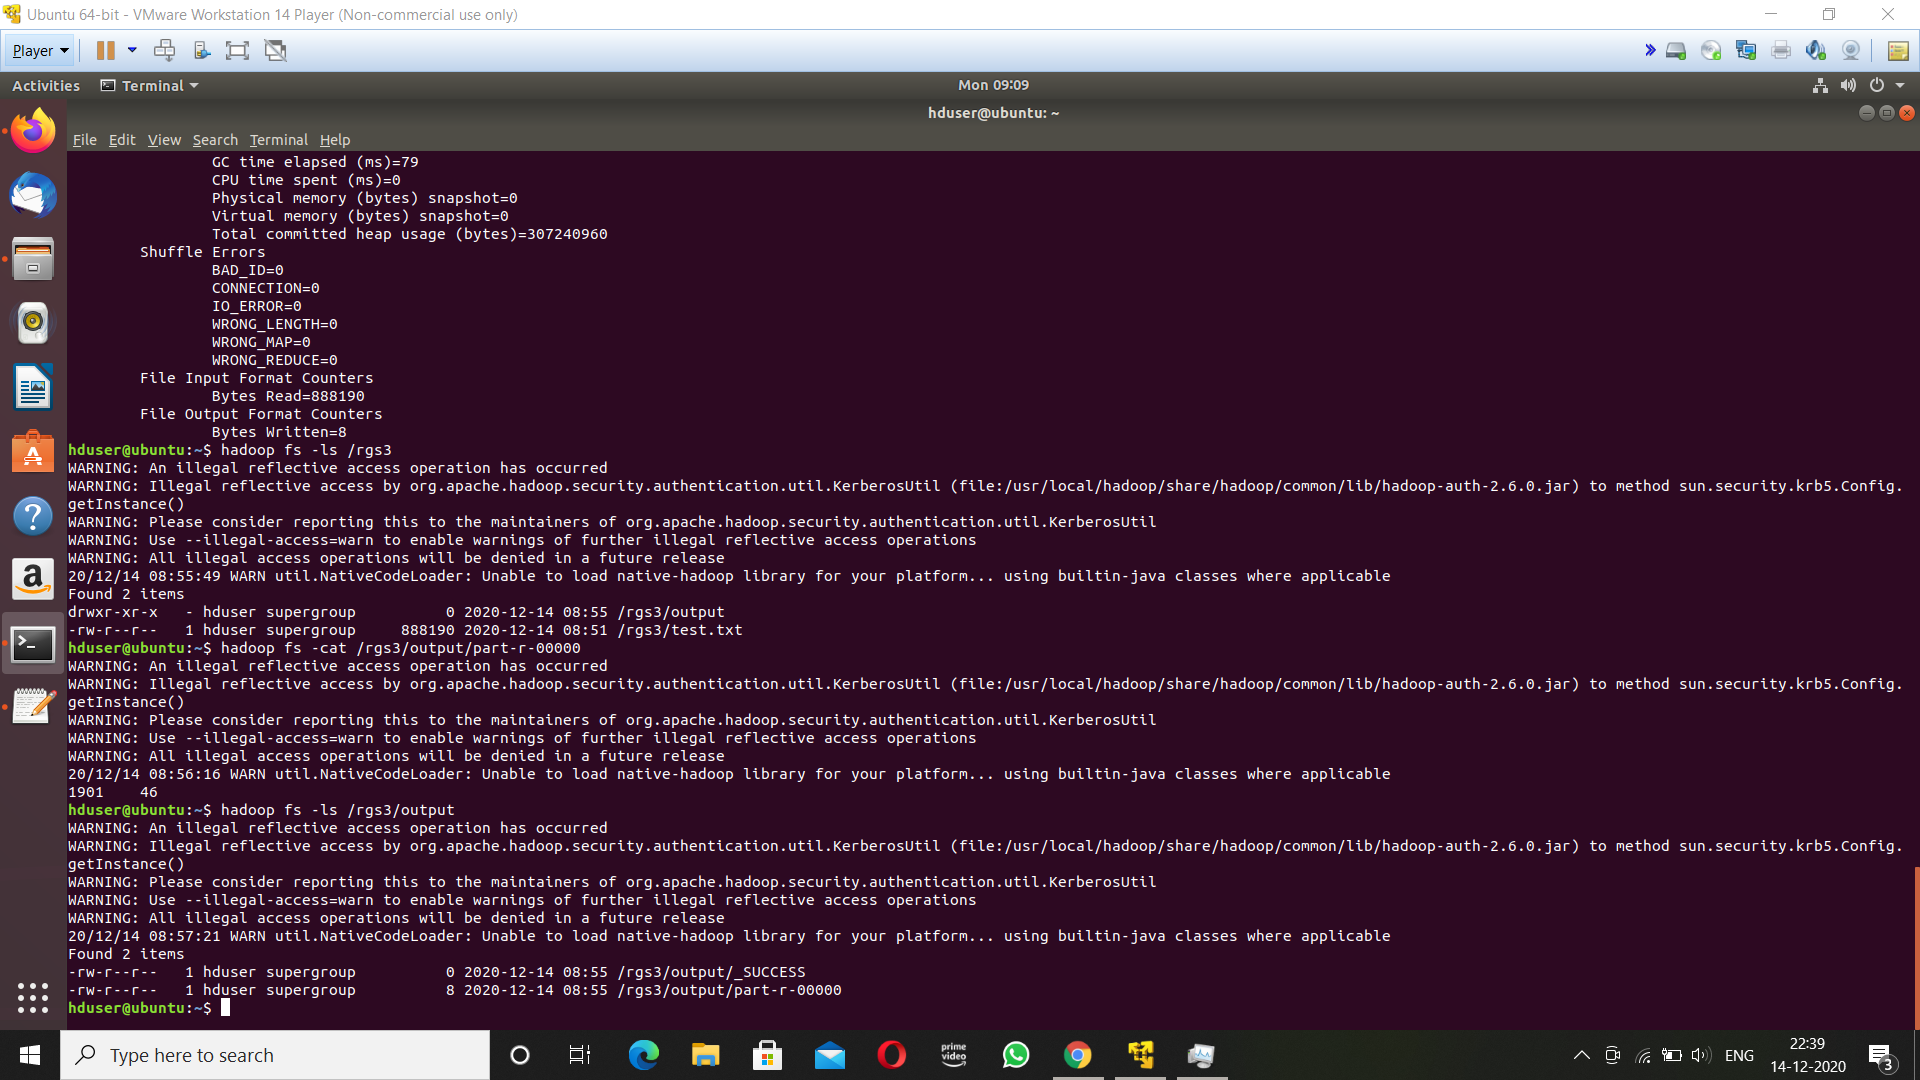 Ubuntu 64-bit - VMware Workstation 14 Player (Non-commercial use only)
Player
Activities Terminal Mon 09:09
hduser@ubuntu: ~
File Edit View Search Terminal Help
GC time elapsed (ms)=79
CPU time spent (ms)=0
Physical memory (bytes) snapshot=0
Virtual memory (bytes) snapshot=0
Total committed heap usage (bytes)=307240960
Shuffle Errors
BAD_ID=0
CONNECTION=0
IO_ERROR=0
WRONG_LENGTH=0
WRONG_MAP=0
WRONG_REDUCE=0
File Input Format Counters
Bytes Read=888190
File Output Format Counters
Bytes Written=8
hduser@ubuntu:~$ hadoop fs -ls /rgs3
WARNING: An illegal reflective access operation has occurred
WARNING: Illegal reflective access by org.apache.hadoop.security.authentication.util.KerberosUtil (file:/usr/local/hadoop/share/hadoop/common/lib/hadoop-auth-2.6.0.jar) to method sun.security.krb5.Config.
getInstance()
WARNING: Please consider reporting this to the maintainers of org.apache.hadoop.security.authentication.util.KerberosUtil
WARNING: Use --illegal-access=warn to enable warnings of further illegal reflective access operations
WARNING: All illegal access operations will be denied in a future release
20/12/14 08:55:49 WARN util.NativeCodeLoader: Unable to load native-hadoop library for your platform... using builtin-java classes where applicable
Found 2 items
drwxr-xr-x - hduser supergroup 0 2020-12-14 08:55 /rgs3/output
-rw-r--r-- 1 hduser supergroup 888190 2020-12-14 08:51 /rgs3/test.txt
hduser@ubuntu:~$ hadoop fs -cat /rgs3/output/part-r-00000
WARNING: An illegal reflective access operation has occurred
WARNING: Illegal reflective access by org.apache.hadoop.security.authentication.util.KerberosUtil (file:/usr/local/hadoop/share/hadoop/common/lib/hadoop-auth-2.6.0.jar) to method sun.security.krb5.Config.
getInstance()
WARNING: Please consider reporting this to the maintainers of org.apache.hadoop.security.authentication.util.KerberosUtil
WARNING: Use --illegal-access=warn to enable warnings of further illegal reflective access operations
WARNING: All illegal access operations will be denied in a future release
20/12/14 08:56:16 WARN util.NativeCodeLoader: Unable to load native-hadoop library for your platform... using builtin-java classes where applicable
1901 46
hduser@ubuntu:~$ hadoop fs -ls /rgs3/output
WARNING: An illegal reflective access operation has occurred
WARNING: Illegal reflective access by org.apache.hadoop.security.authentication.util.KerberosUtil (file:/usr/local/hadoop/share/hadoop/common/lib/hadoop-auth-2.6.0.jar) to method sun.security.krb5.Config.
getInstance()
WARNING: Please consider reporting this to the maintainers of org.apache.hadoop.security.authentication.util.KerberosUtil
WARNING: Use --illegal-access=warn to enable warnings of further illegal reflective access operations
WARNING: All illegal access operations will be denied in a future release
20/12/14 08:57:21 WARN util.NativeCodeLoader: Unable to load native-hadoop library for your platform... using builtin-java classes where applicable
Found 2 items
-rw-r--r-- 1 hduser supergroup 0 2020-12-14 08:55 /rgs3/output/_SUCCESS
-rw-r--r-- 1 hduser supergroup 8 2020-12-14 08:55 /rgs3/output/part-r-00000
hduser@ubuntu:~$
Type here to search
prime
video
ENG
22:39
14-12-2020
3